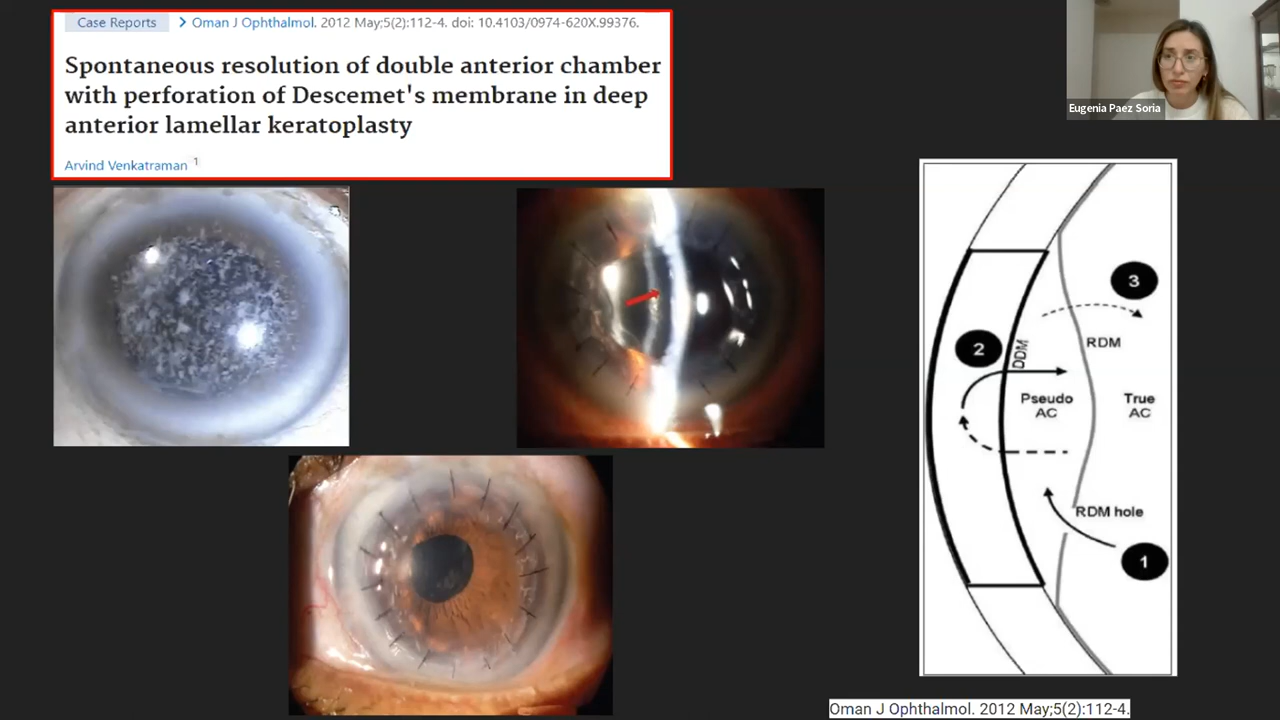 Case Reports > Oman J Ophthalmol. 2012 May;5(2):112-4. doi: 10.4103/0974-620X.99376.
Spontaneous resolution of double anterior chamber
with perforation of Descemet's membrane in deep
anterior lamellar keratoplasty
Arvind Venkatraman 1
Eugenia Paez Soria
3
2
DDM
RDM
Pseudo
AC
True
AC
RDM hole
1
Oman J Ophthalmol. 2012 May;5(2):112-4.